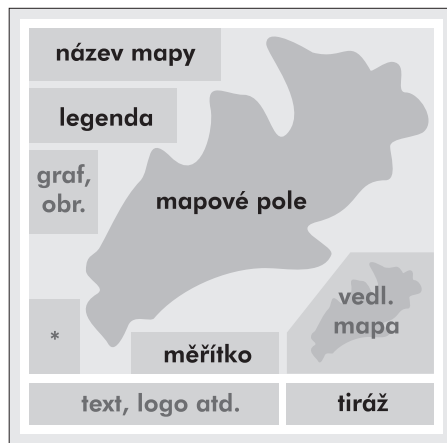 název mapy
legenda
graf,
obr.
mapové pole
*
vedl.
mapa
měřítko
text, logo atd.
tiráž